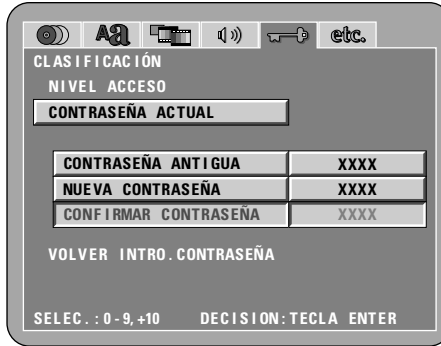 Aa etc.
CLASIFICACIÓN
NIVEL ACCESO
CONTRASEÑA ACTUAL
CONTRASEÑA ANTIGUA XXXX
NUEVA CONTRASEÑA XXXX
CONFIRMAR CONTRASEÑA XXXX
VOLVER INTRO.CONTRASEÑA
SELEC.:0-9,+10 DECISION:TECLA ENTER